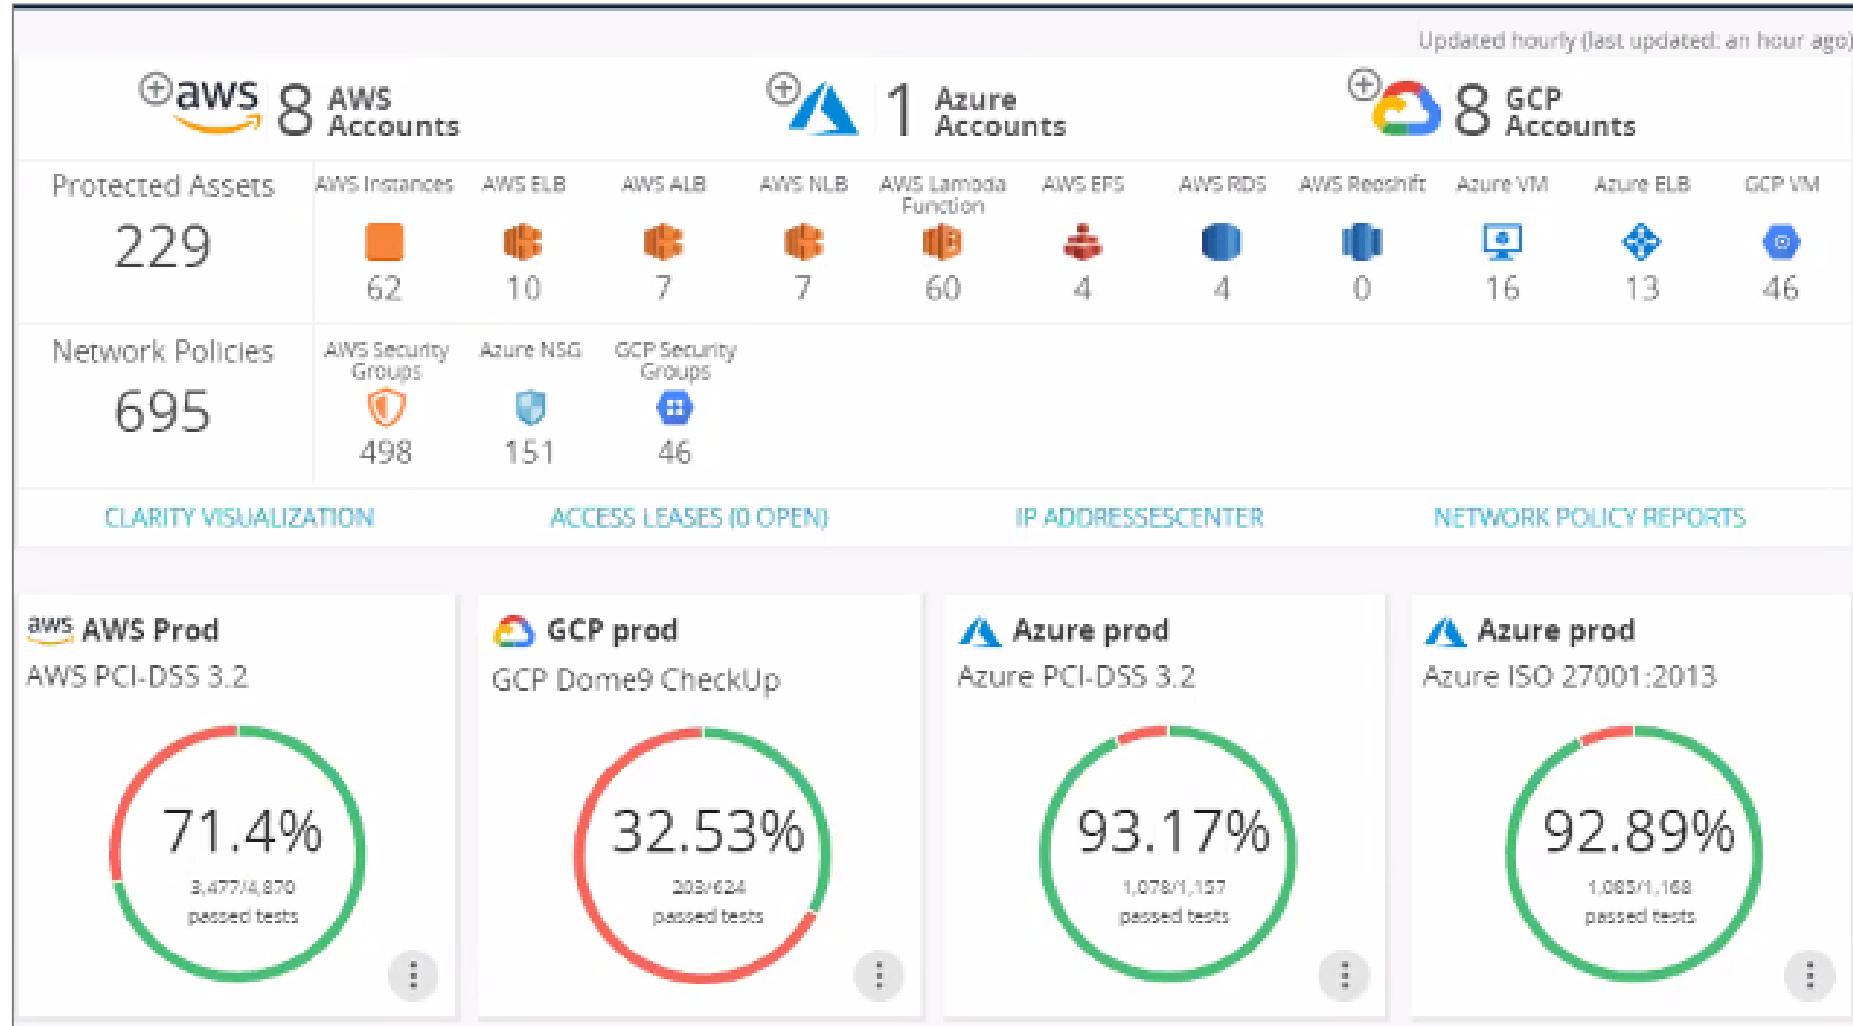 Updated hourly (last updated: an hour ago)
aws 8 AWS Accounts
1 Azure Accounts
8 GCP Accounts
Protected Assets
229
AWS Instances
62
AWS ELB
10
AWS ALB
7
AWS NLB
7
AWS Lambda
Function
60
AWS EFS
4
AWS RDS
4
AWS Redshift
0
Azure VM
16
Azure ELB
13
GCP VM
46
Network Policies
695
AWS Security
Groups
498
Azure NSG
151
GCP Security
Groups
46
CLARITY VISUALIZATION
ACCESS LEASES (0 OPEN)
IP ADDRESSESCENTER
NETWORK POLICY REPORTS
aws AWS Prod
AWS PCI-DSS 3.2
71.4%
3,477/4,870
passed tests
GCP prod
GCP Dome9 CheckUp
32.53%
203/624
passed tests
Azure prod
Azure PCI-DSS 3.2
93.17%
1,078/1,157
passed tests
Azure prod
Azure ISO 27001:2013
92.89%
1,085/1,168
passed tests